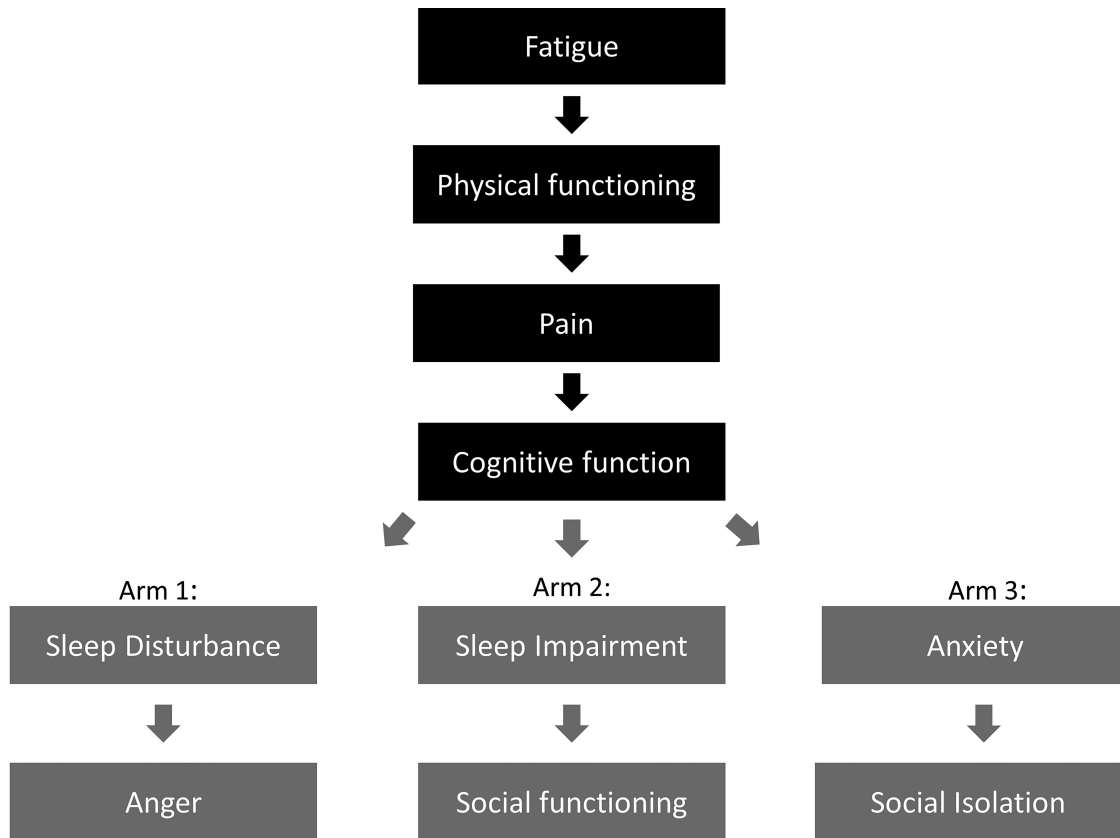 Fatigue
Physical functioning
Pain
Cognitive function
Arm 1:
Sleep Disturbance
Anger
Arm 2:
Sleep Impairment
Social functioning
Arm 3:
Anxiety
Social Isolation